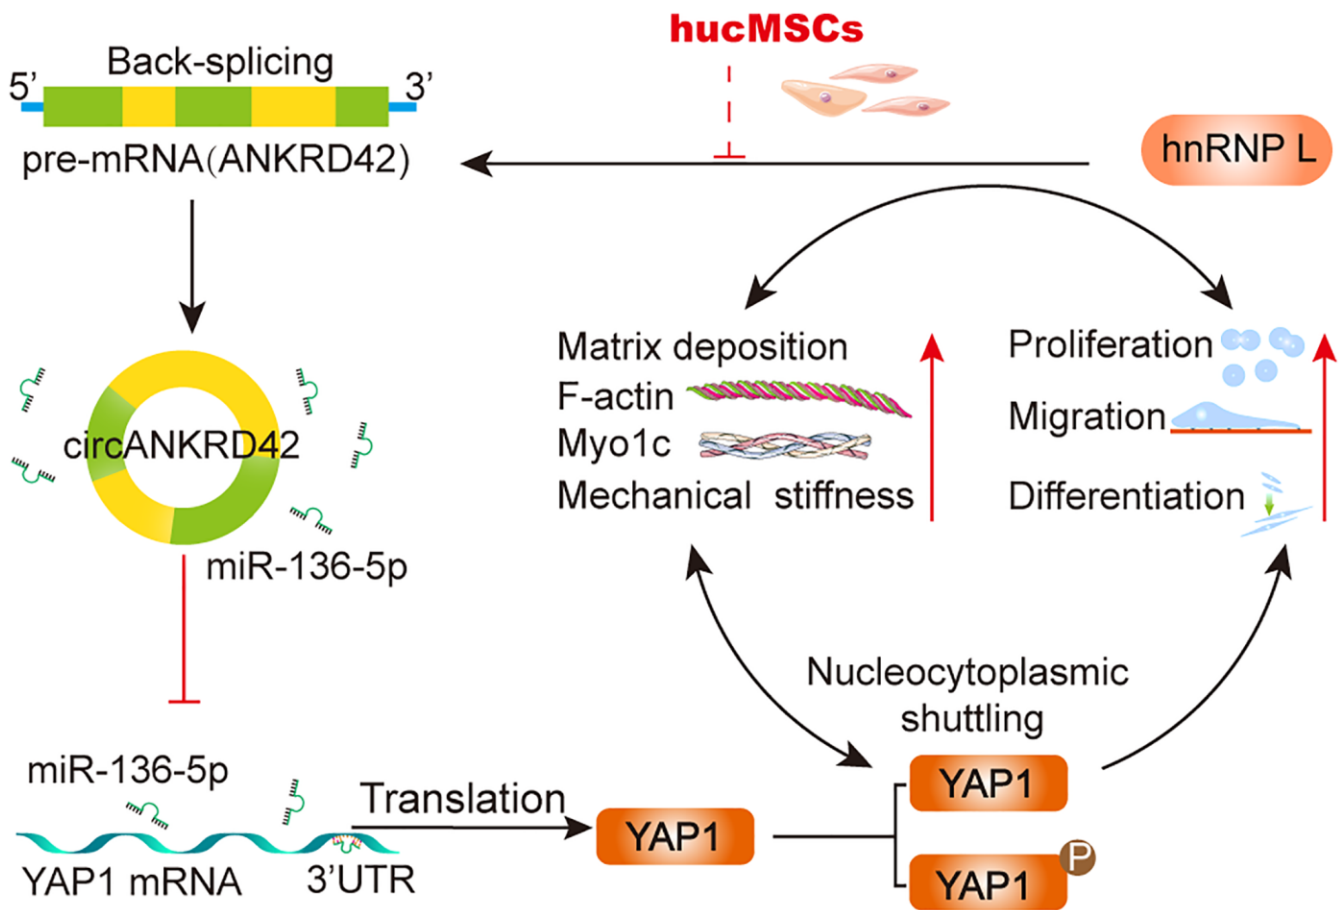 hucMSCs
Back-splicing
5’ 3’
pre-mRNA(ANKRD42)
hnRNP L
Matrix deposition
F-actin
Myo1c
Mechanical stiffness
Proliferation
Migration
Differentiation
circANKRD42
miR-136-5p
Nucleocytoplasmic
shuttling
miR-136-5p
Translation
YAP1 mRNA
3’UTR
YAP1
YAP1
YAP1
P